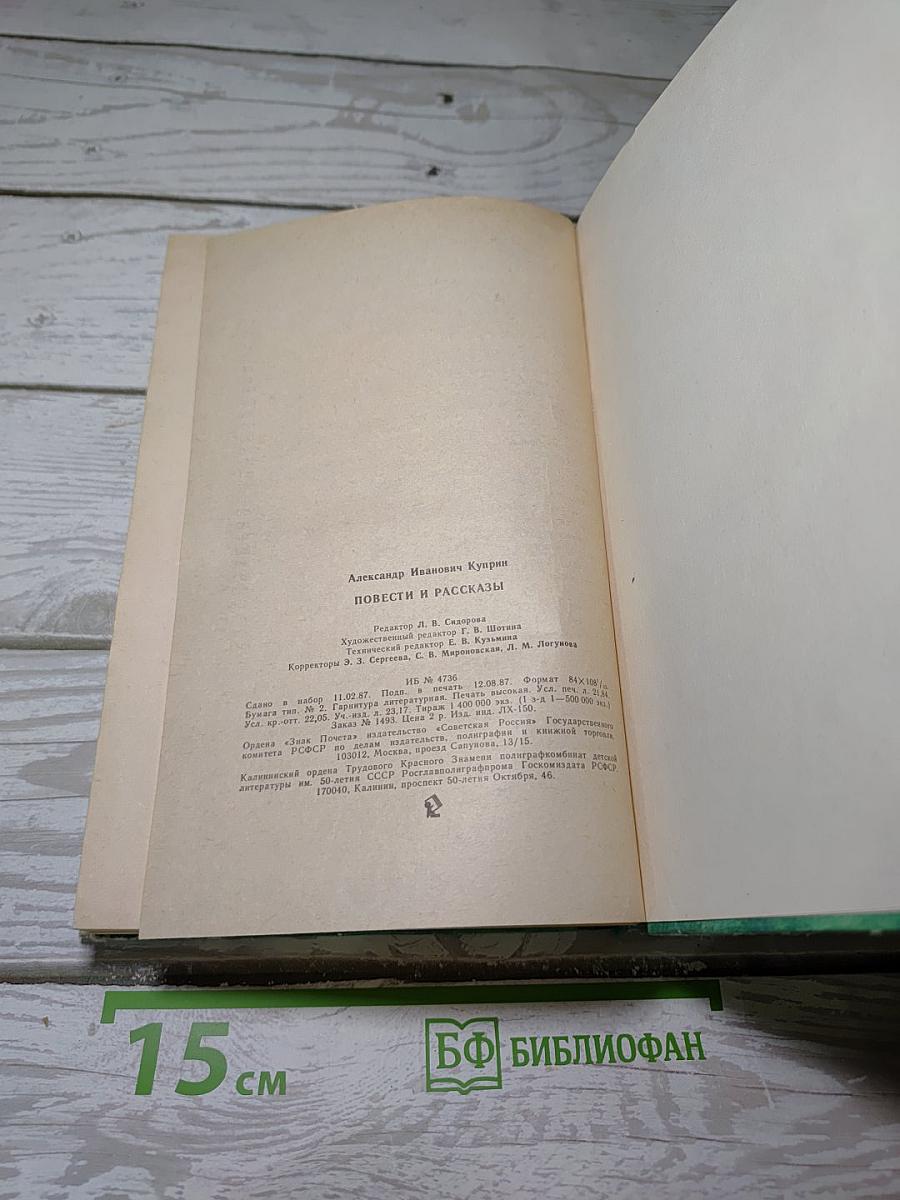 Александр Иванович Куприн
ПОВЕСТИ И РАССКАЗЫ
Редактор Л. В. Сидорова
Художественный редактор Г. В. Шотина
Технический редактор Е. В. Кузьмина
Корректоры Э. З. Сергеева, С. В. Мироновская, Л. М. Логунова
ИБ № 4736
Сдано в набор 11.02.87. Подп. в печать 12.08.87. Формат 84×108¹/₃₂.
Бумага тип. № 2. Гарнитура литературная. Печать высокая. Усл. печ. л. 21,84.
Усл. кр.-отт. 22,05. Уч.-изд. л. 23,17. Тираж 1 400 000 экз. (1 з-д 1—500 000 экз.)
Заказ № 1493. Цена 2 р. Изд. инд. ЛХ-150.
Ордена «Знак Почета» издательство «Советская Россия» Государственного
комитета РСФСР по делам издательств, полиграфии и книжной торговли.
103012, Москва, проезд Сапунова, 13/15.
Калининский ордена Трудового Красного Знамени полиграфкомбинат детской
литературы им. 50-летия СССР Росглавполиграфпрома Госкомиздата РСФСР.
170040, Калинин, проспект 50-летия Октября, 46.
15 см
БФ БИБЛИОФАН